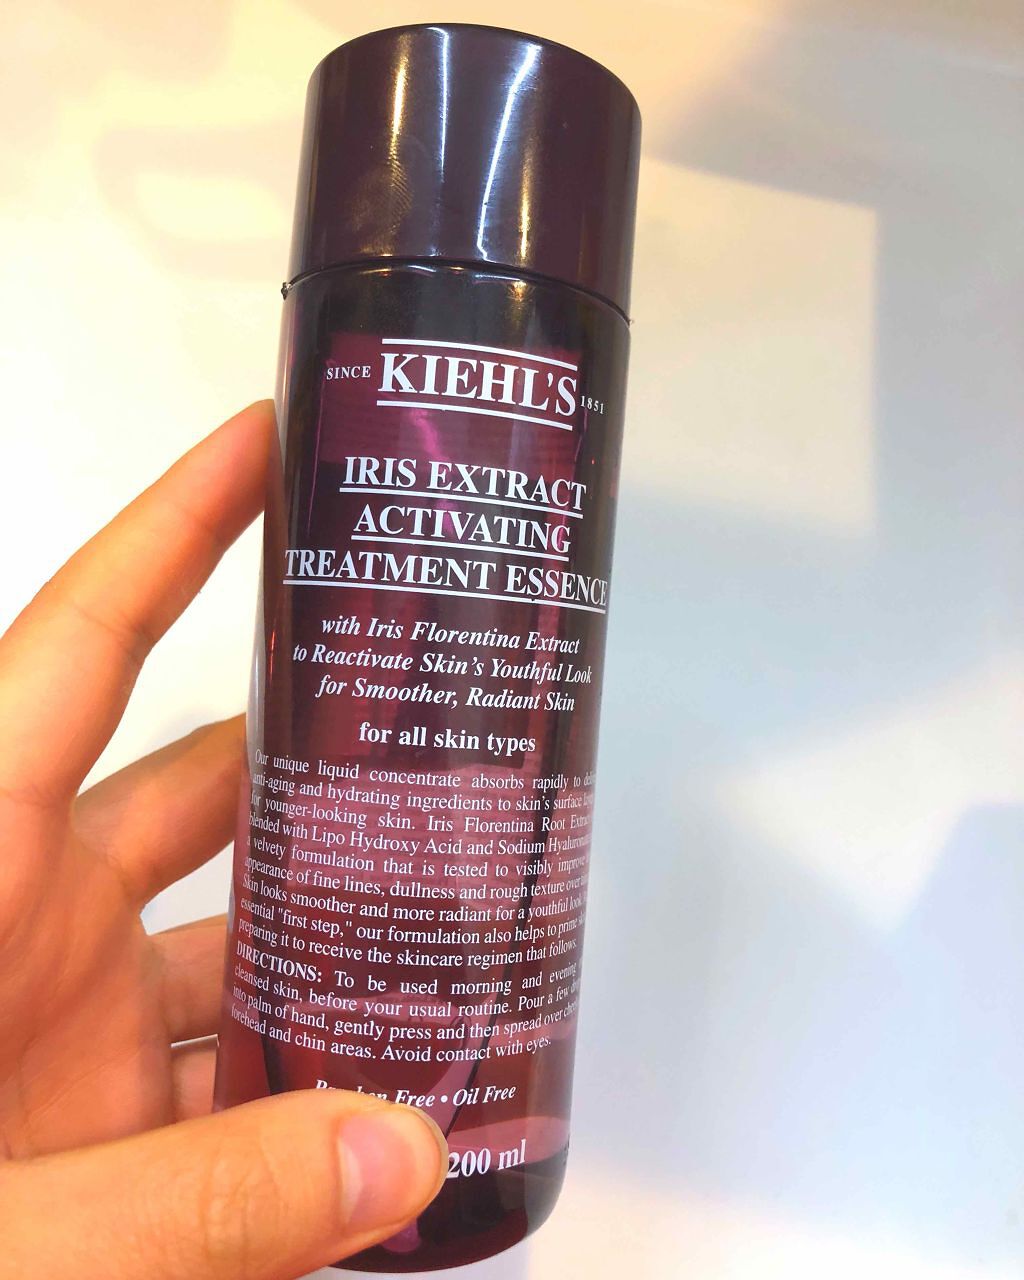 SINCE KIEHL'S 1851
IRIS EXTRACT
ACTIVATING
TREATMENT ESSENCE
with Iris Florentina Extract
to Reactivate Skin's Youthful Look
for Smoother, Radiant Skin
for all skin types
Our unique liquid concentrate absorbs rapidly to
anti-aging and hydrating ingredients to skin's surface
for younger-looking skin. Iris Florentina Root Extract
blended with Lipo Hydroxy Acid and Sodium
velvety formulation that is tested to visibly improve
appearance of fine lines, dullness and rough texture over
Skin looks smoother and more radiant for a youthful look.
essential "first step," our formulation also helps to prime
preparing it to receive the skincare regimen that follows.
DIRECTIONS: To be used morning and evening
cleansed skin, before your usual routine. Pour a few
into palm of hand, gently press and then spread over
forehead and chin areas. Avoid contact with eyes.
Free • Oil Free
200 ml